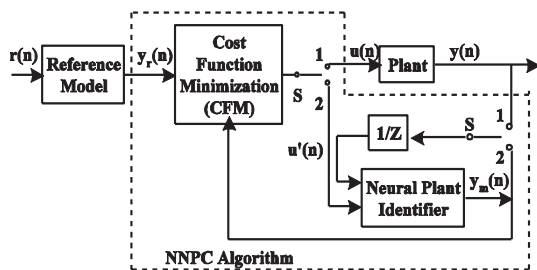 r(n)
Reference
Model
y_r(n)
Cost
Function
Minimization
(CFM)
S
1
2
u(n)
Plant
y(n)
u'(n)
1/Z
S
1
2
Neural Plant
Identifier
y_m(n)
NNPC Algorithm